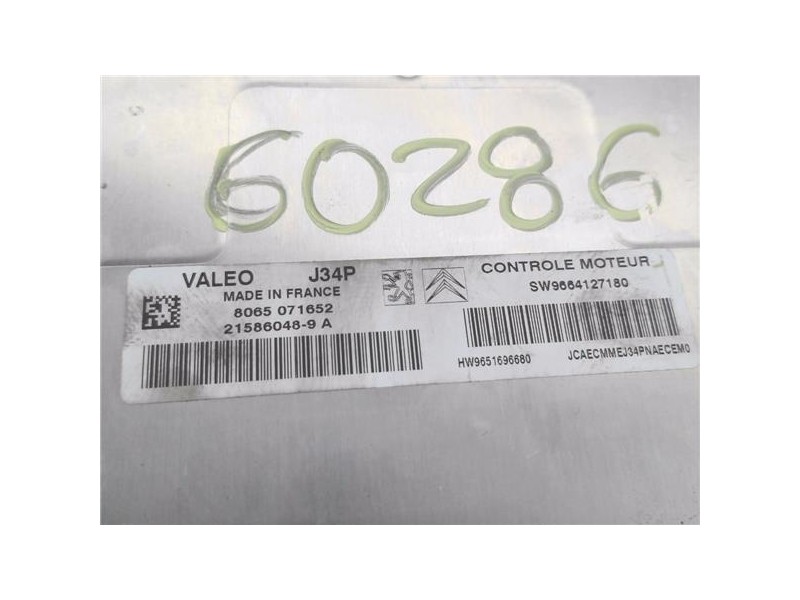 60286
VALEO J34P
MADE IN FRANCE
8065 071652
21586048-9 A
CONTROLE MOTEUR
SW9664127180
HW9651696680 JCAECMMEJ34PNAECEM0